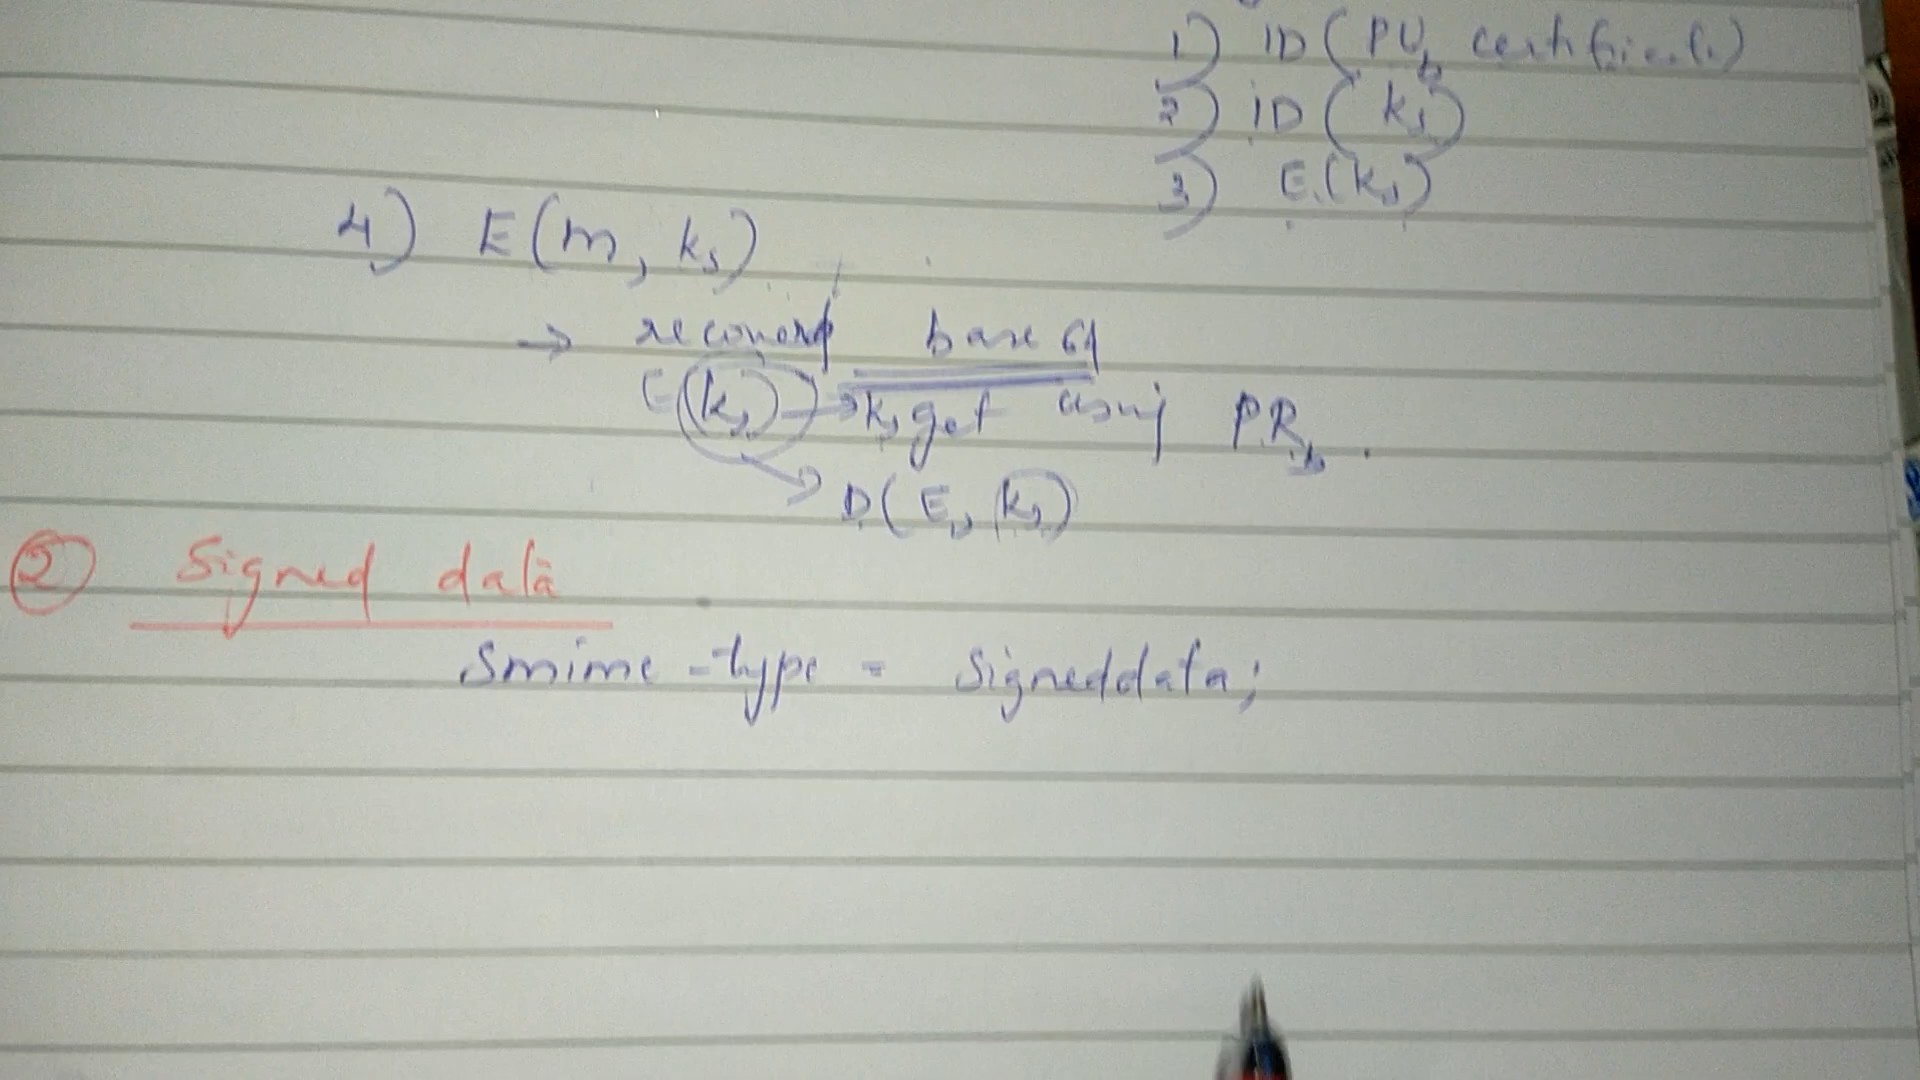 1) ID ( PUb certificate)
2) ID ( ks)
3) E(ks)
4) E(m, ks)
→ reconvert base 64
E(ks) → ks get using PRb.
D(E, ks)
② Signed data
Smime-type = Signeddata;